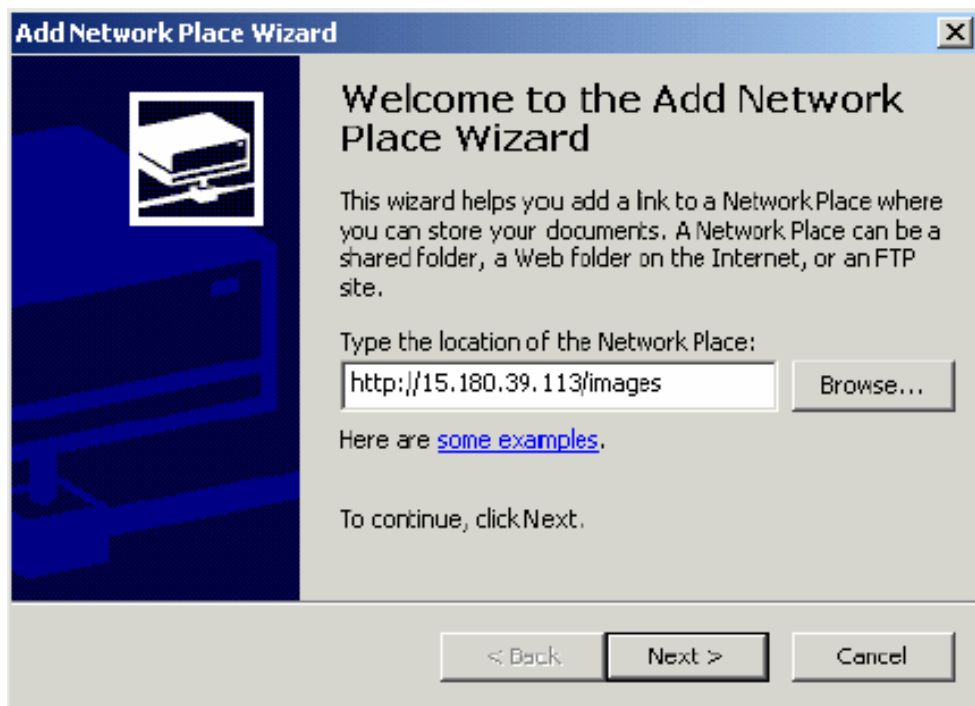 Add Network Place Wizard
Welcome to the Add Network
Place Wizard
This wizard helps you add a link to a Network Place where
you can store your documents. A Network Place can be a
shared folder, a Web folder on the Internet, or an FTP
site.
Type the location of the Network Place:
http://15.180.39.113/images
Browse...
Here are some examples.
To continue, click Next.
< Back
Next >
Cancel